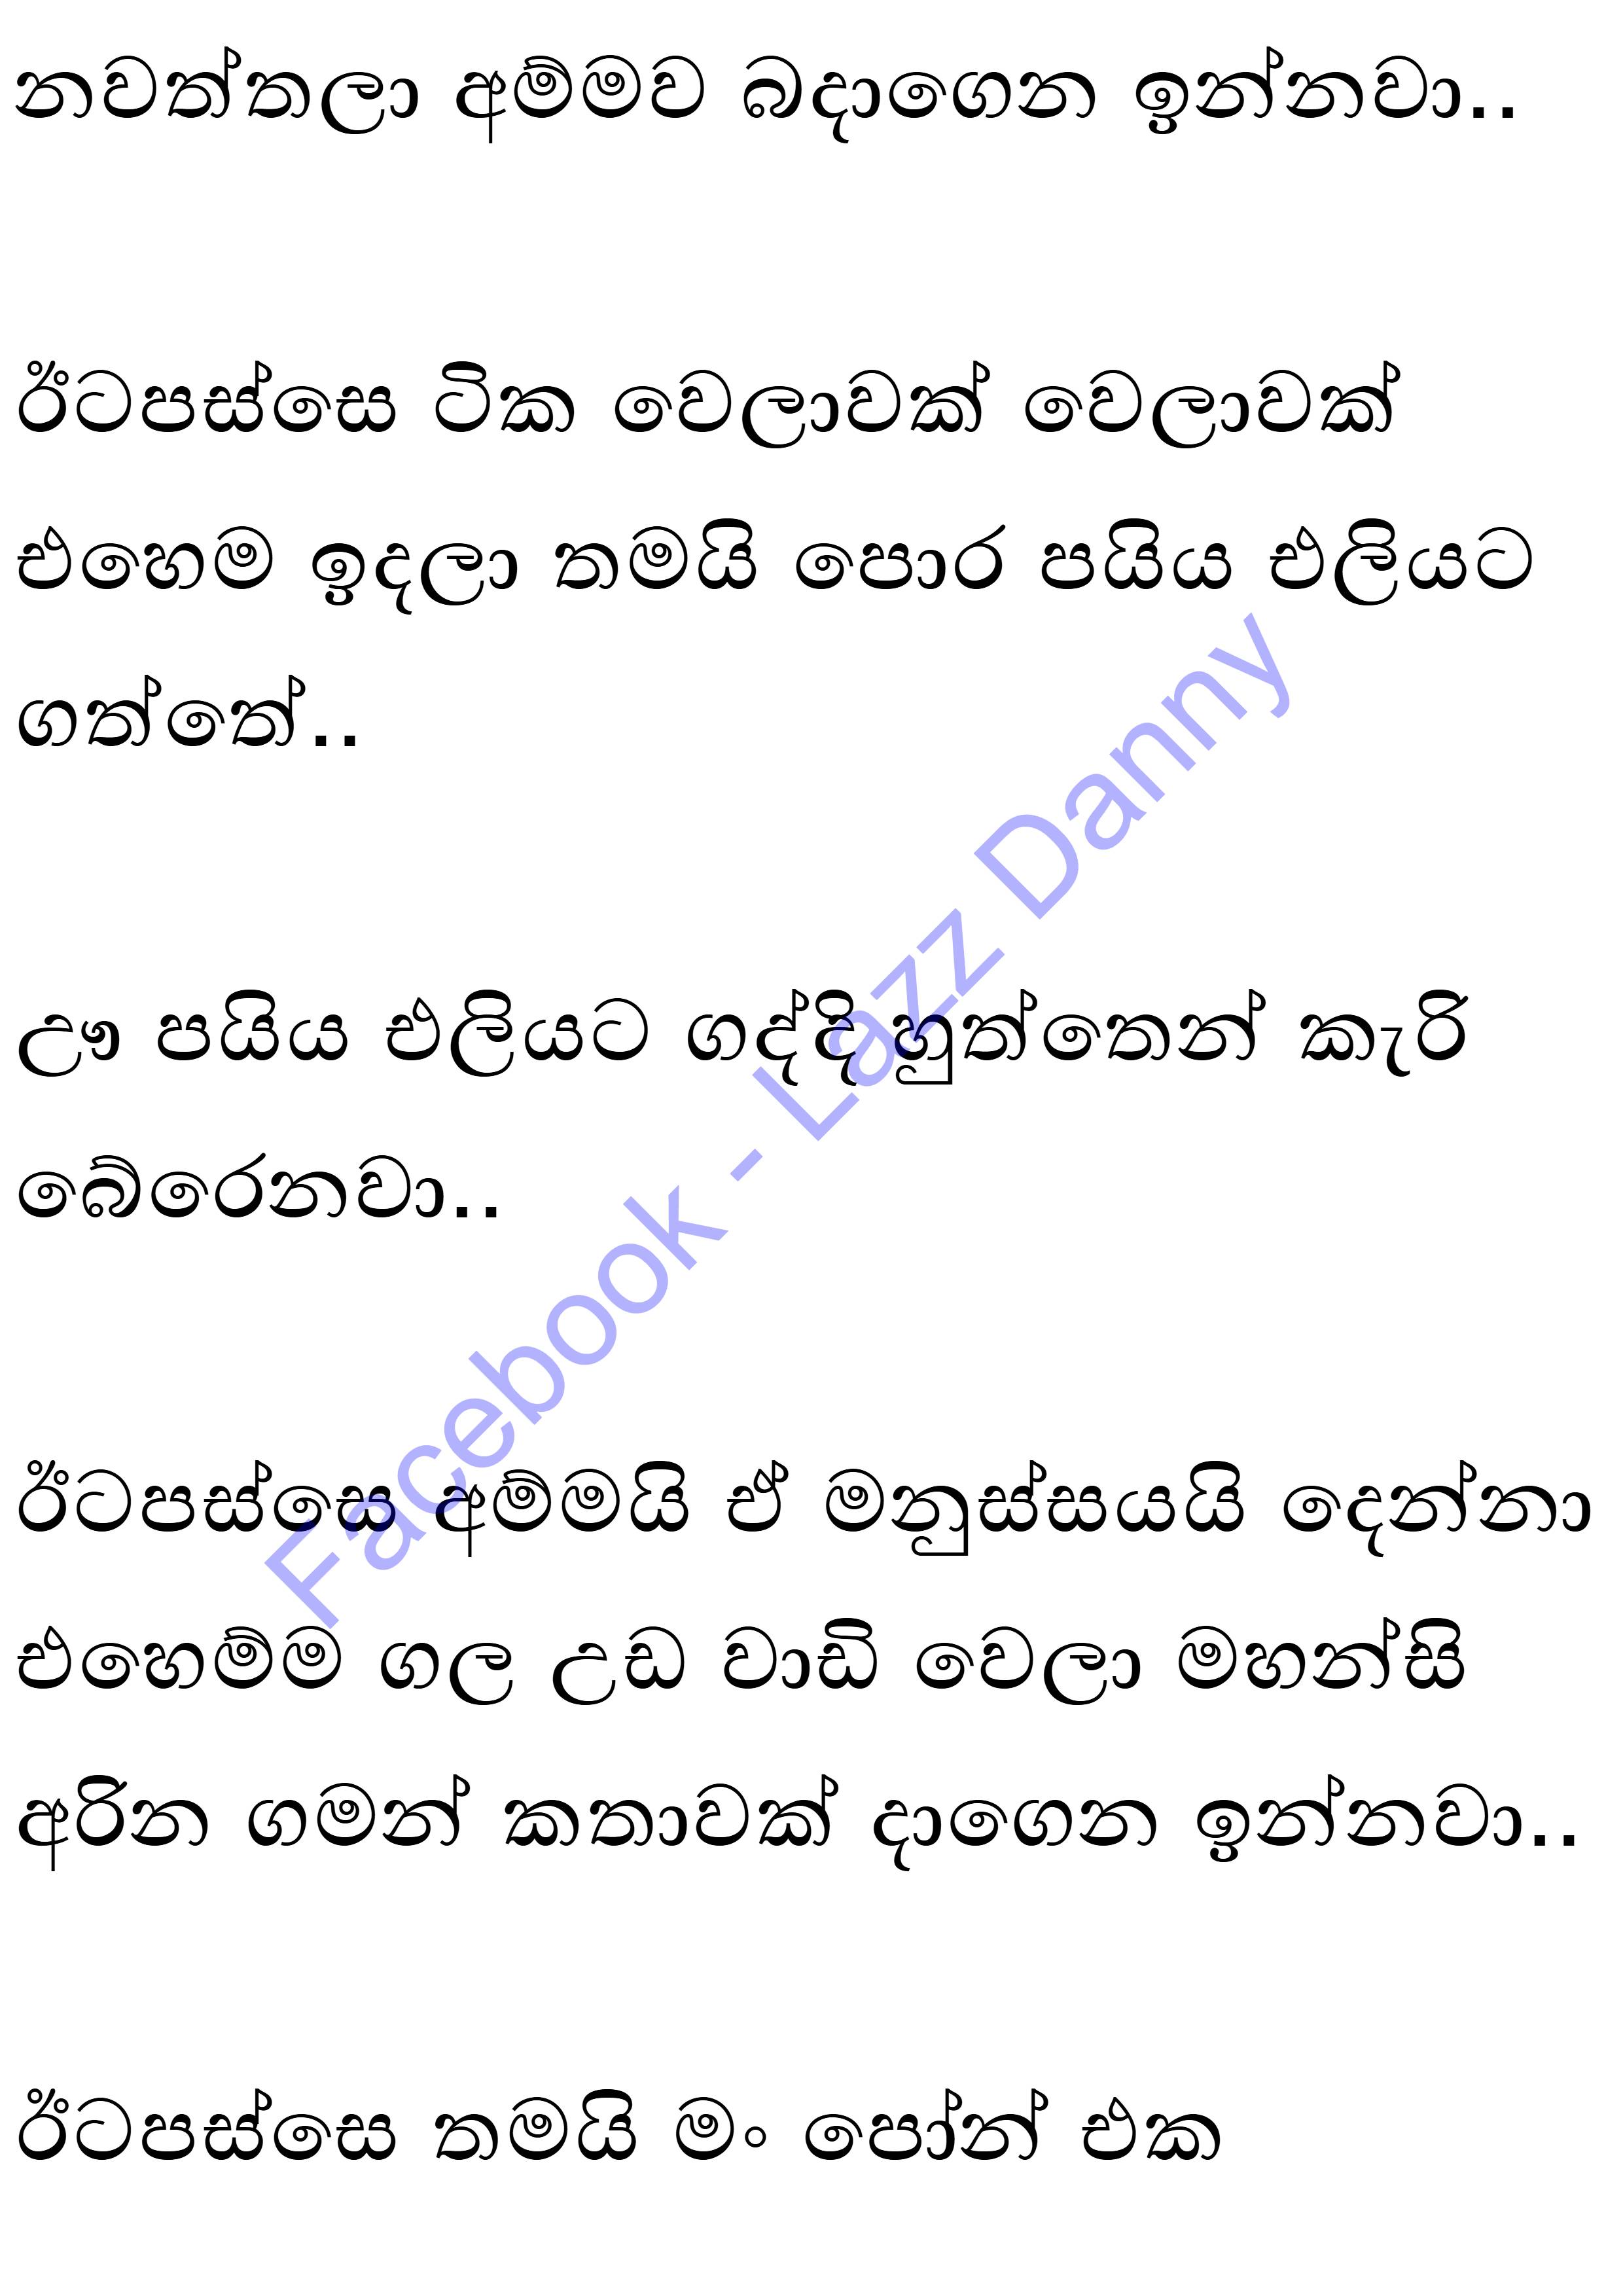 නවත්තලා අම්මව බදාගෙන ඉන්නවා..
ඊටපස්සෙ ටික වෙලාවක් වෙලාවක්
එහෙම ඉදලා තමයි පොර පයිය එලියට
ගත්තේ..
ඌ පයිය එලියට ගද්දි හුත්තෙන් කැරි
බේරෙනවා..
ඊටපස්සෙ අම්මයි ඒ මනුස්සයයි දෙන්නා
එහෙම්ම ගල උඩ වාඩි වෙලා මහන්සි
අරින ගමන් කතාවක් දාගෙන ඉන්නවා..
ඊටපස්සෙ තමයි මං පෝන් එක
Facebook - Lazz Danny